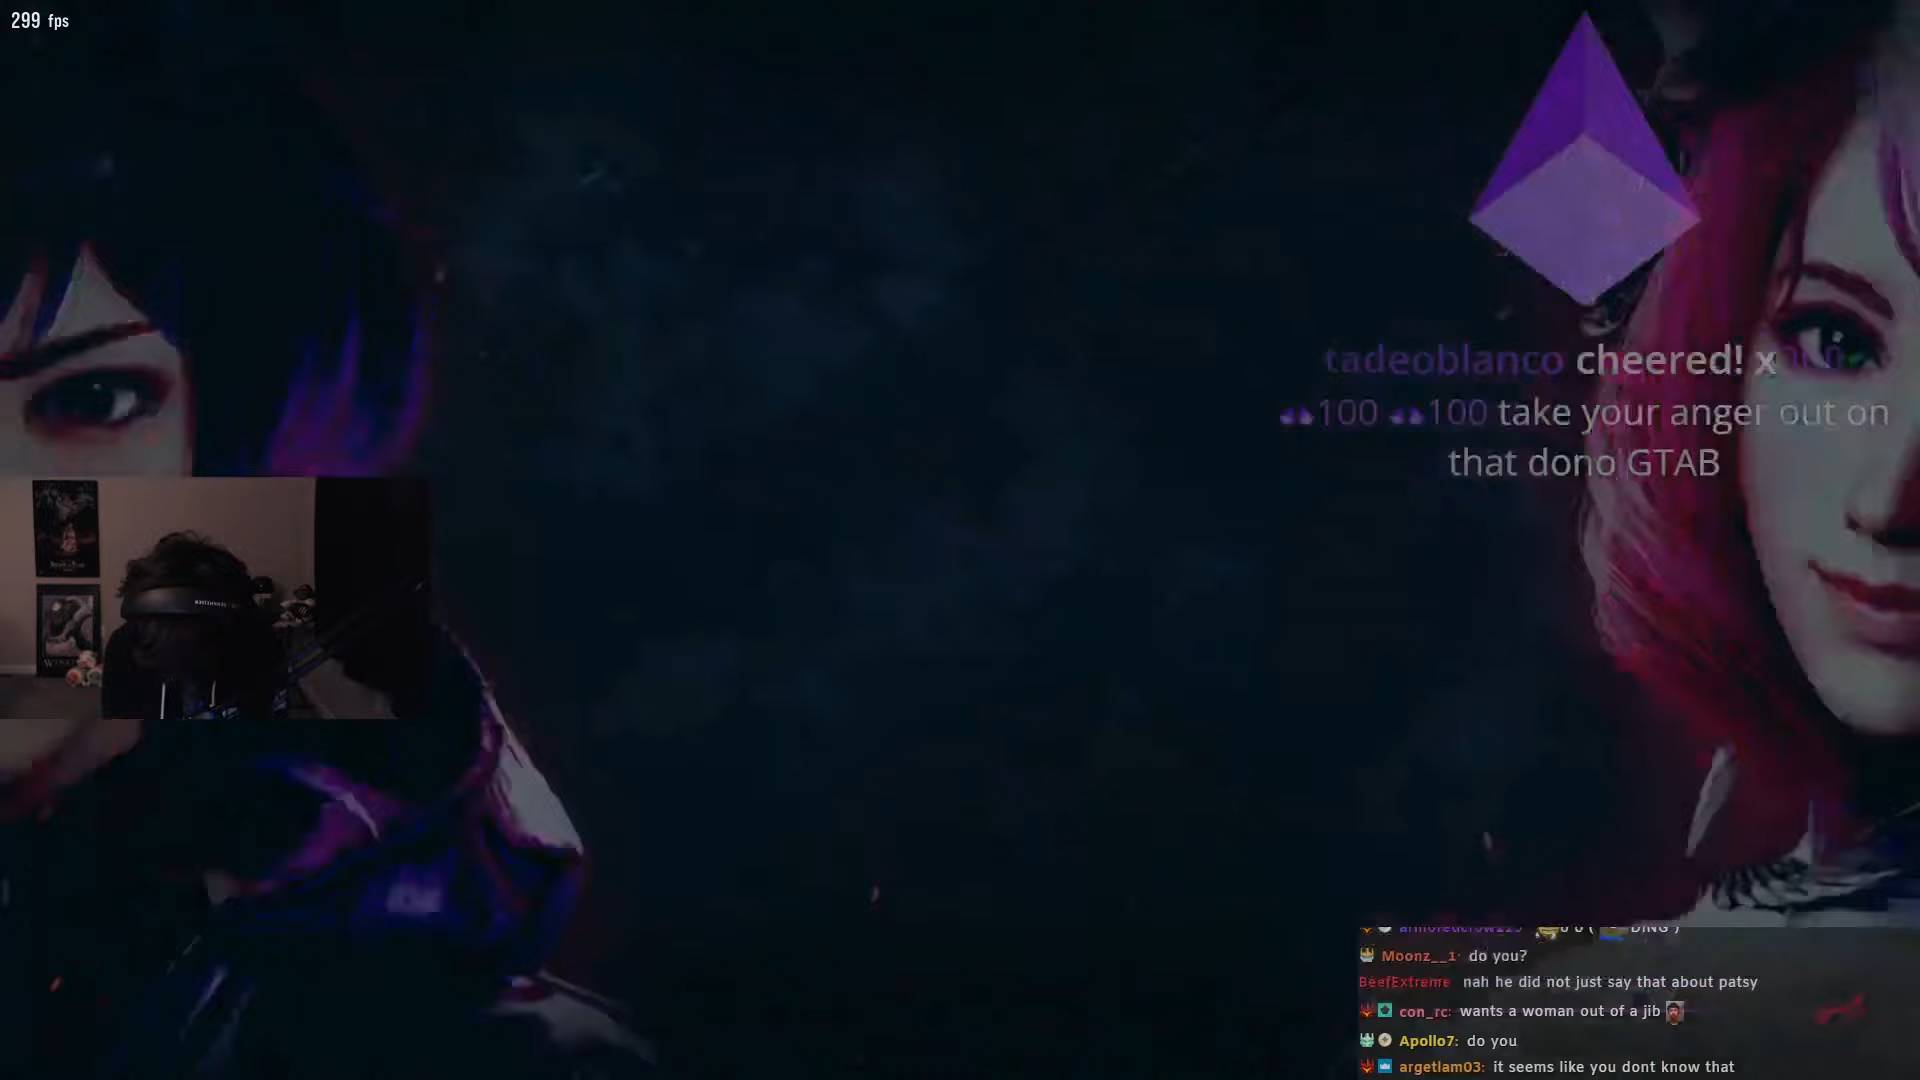 299 fps
tadeoblanco cheered! x
100 100 take your anger out on
that dono GTAB
DING )
Moonz__1: do you?
BeefExtreme nah he did not just say that about patsy
con_rc: wants a woman out of a jib
Apollo7: do you
argetlam03: it seems like you dont know that